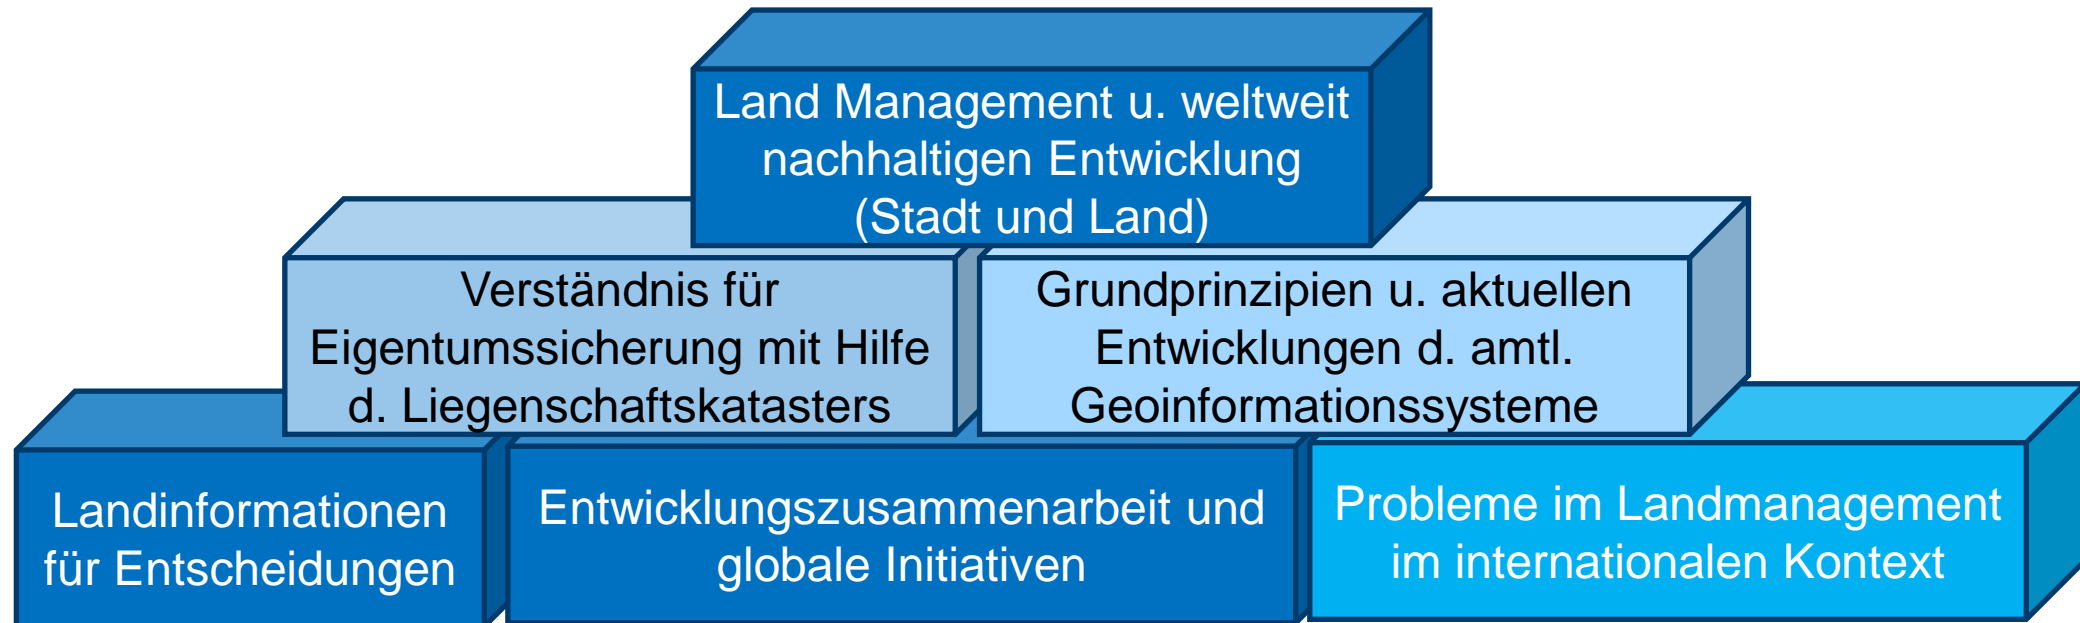 Land Management u. weltweit
nachhaltigen Entwicklung
(Stadt und Land)
Verständnis für
Eigentumssicherung mit Hilfe
d. Liegenschaftskatasters
Grundprinzipien u. aktuellen
Entwicklungen d. amtl.
Geoinformationssysteme
Landinformationen
für Entscheidungen
Entwicklungszusammenarbeit und
globale Initiativen
Probleme im Landmanagement
im internationalen Kontext